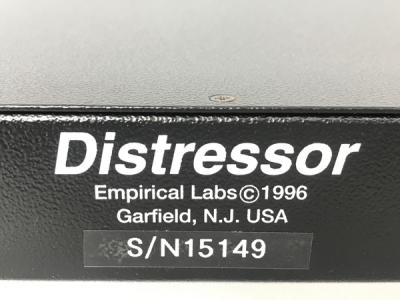 Distressor
Empirical Labs©1996
Garfield, N.J. USA
S/N15149